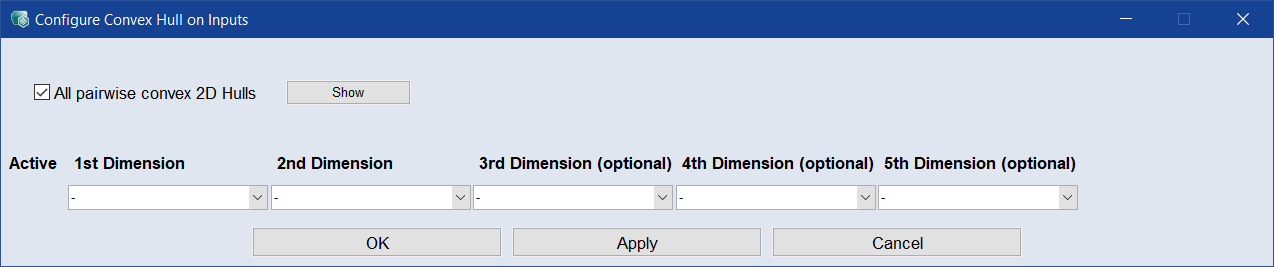 Configure Convex Hull on Inputs
All pairwise convex 2D Hulls Show
Active 1st Dimension 2nd Dimension 3rd Dimension (optional) 4th Dimension (optional) 5th Dimension (optional)
- - - - -
OK Apply Cancel